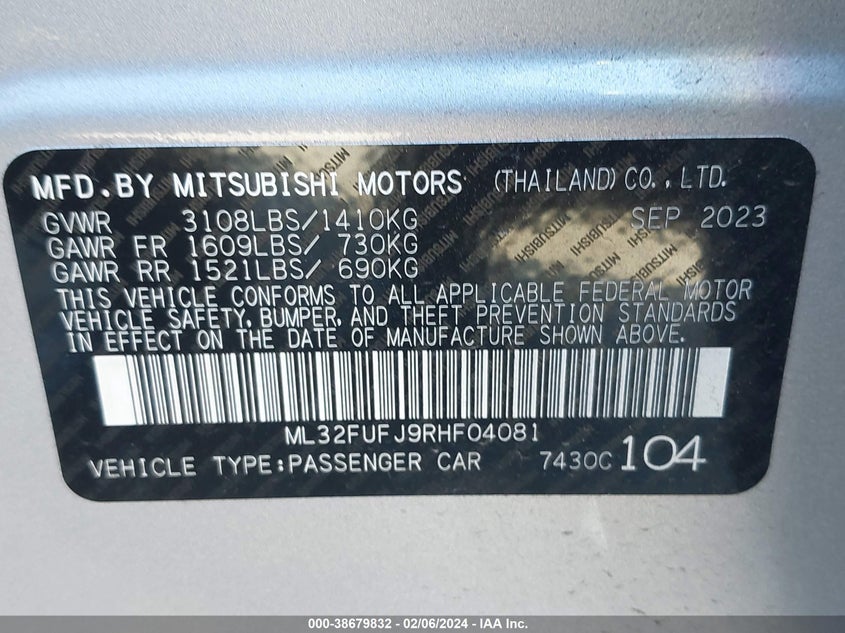 MFD.BY MITSUBISHI MOTORS (THAILAND) CO., LTD.
GVWR 3108LBS/1410KG SEP 2023
GAWR FR 1609LBS/ 730KG
GAWR RR 1521LBS/ 690KG
THIS VEHICLE CONFORMS TO ALL APPLICABLE FEDERAL MOTOR
VEHICLE SAFETY, BUMPER, AND THEFT PREVENTION STANDARDS
IN EFFECT ON THE DATE OF MANUFACTURE SHOWN ABOVE.
ML32FUFJ9RHF04081
VEHICLE TYPE:PASSENGER CAR 7430C 104
000-38679832 - 02/06/2024 - IAA Inc.